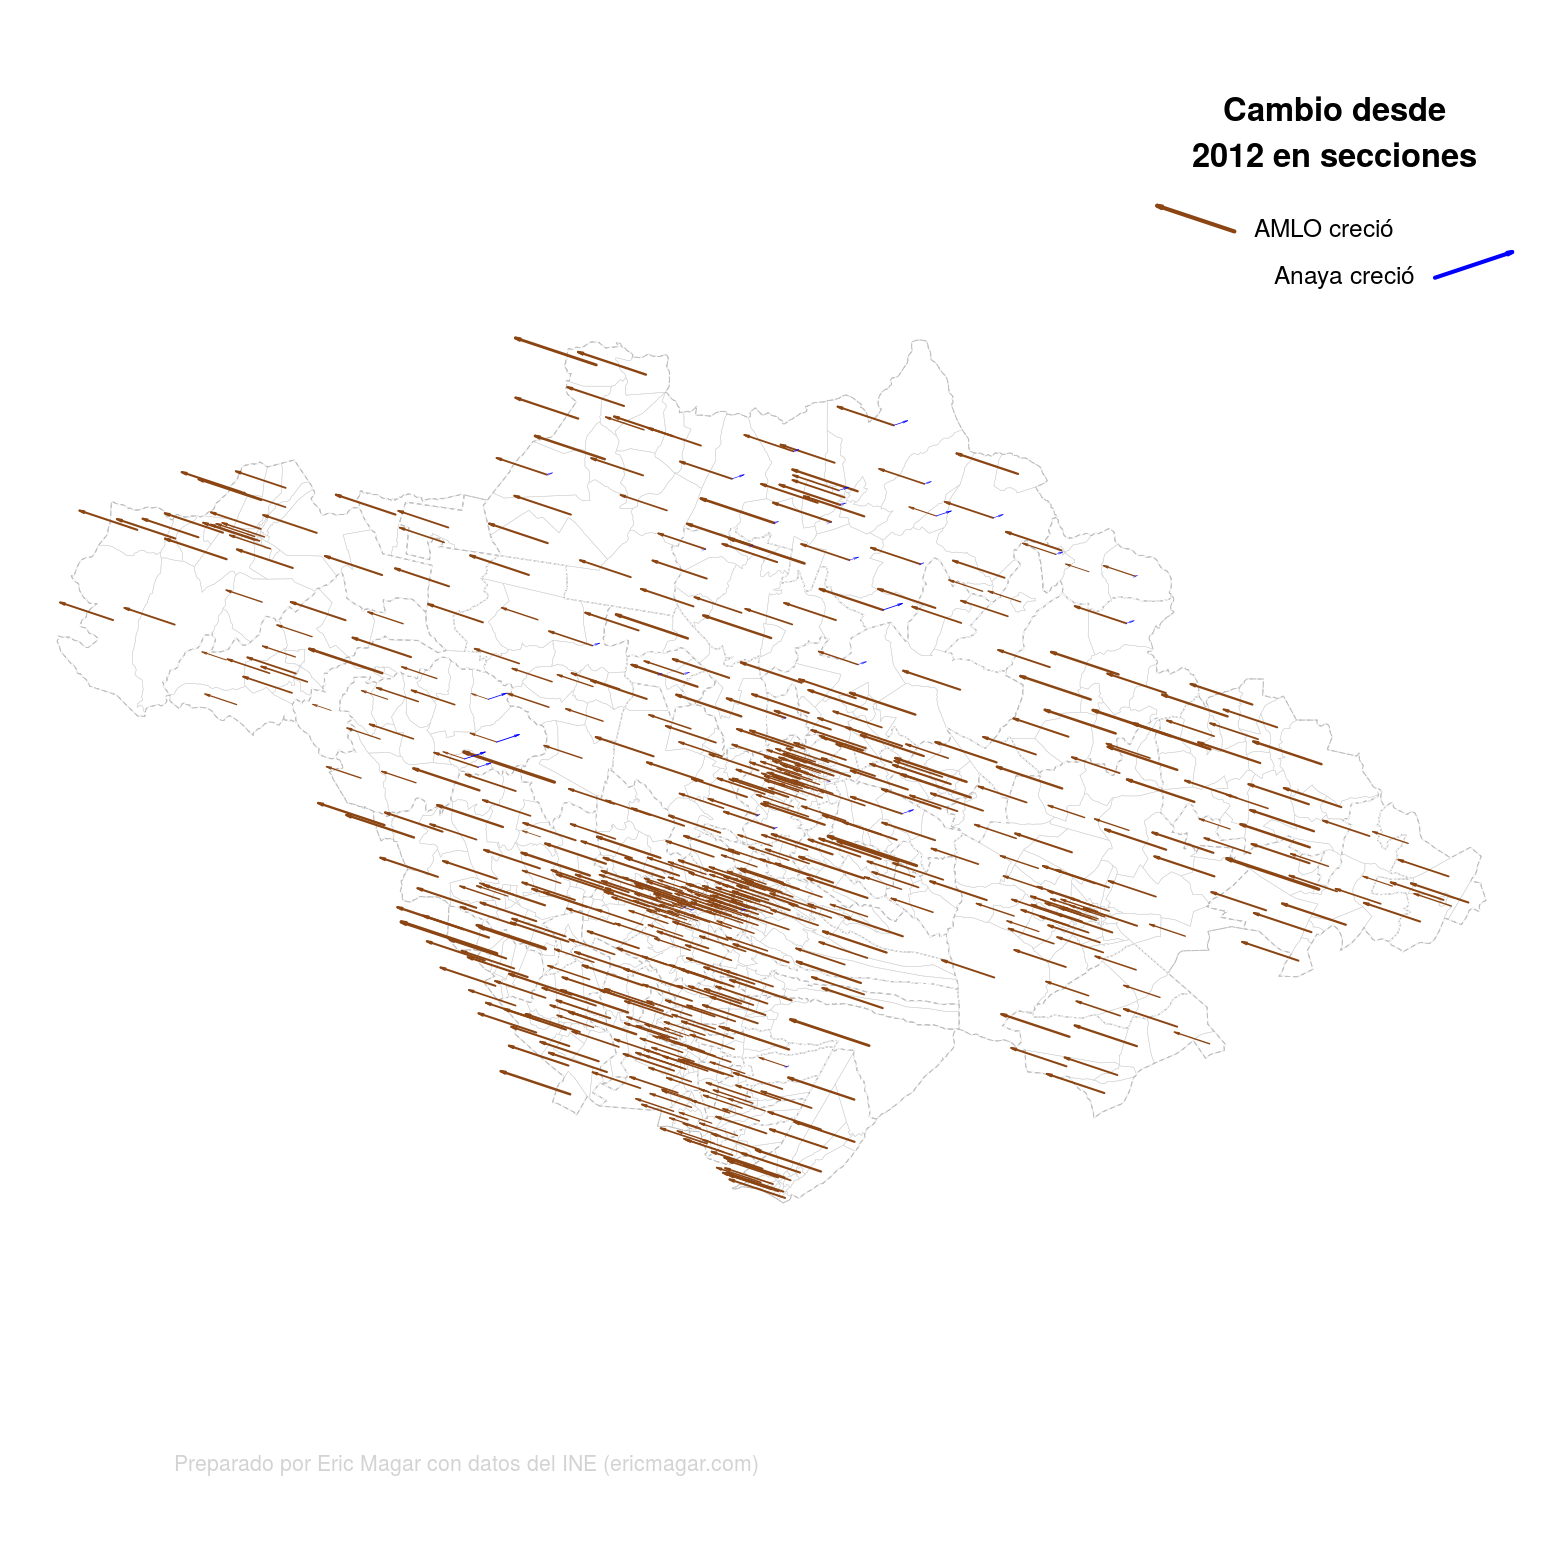 Cambio desde
2012 en secciones
AMLO creció
Anaya creció
Preparado por Eric Magar con datos del INE (ericmagar.com)